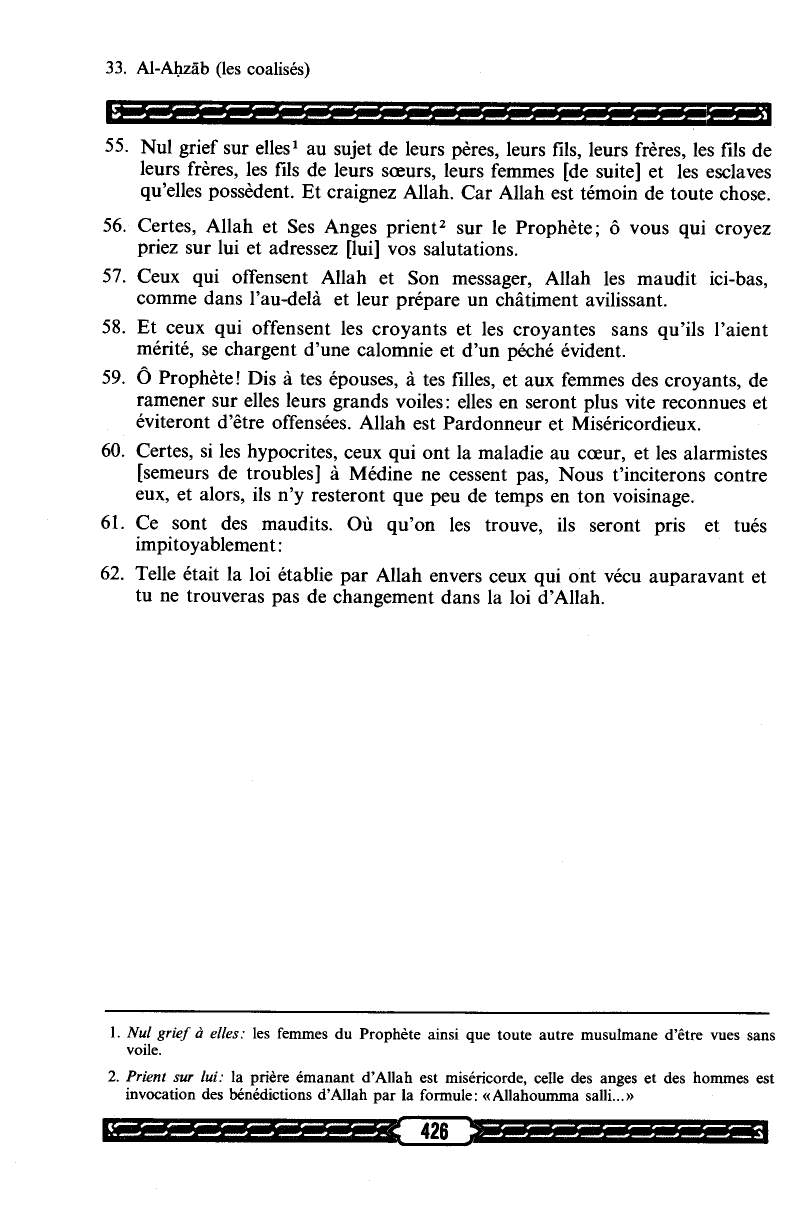 33. Al-Aḥzāb (les coalisés)
55. Nul grief sur elles¹ au sujet de leurs pères, leurs fils, leurs frères, les fils de
leurs frères, les fils de leurs sœurs, leurs femmes [de suite] et les esclaves
qu'elles possèdent. Et craignez Allah. Car Allah est témoin de toute chose.
56. Certes, Allah et Ses Anges prient² sur le Prophète; ô vous qui croyez
priez sur lui et adressez [lui] vos salutations.
57. Ceux qui offensent Allah et Son messager, Allah les maudit ici-bas,
comme dans l'au-delà et leur prépare un châtiment avilissant.
58. Et ceux qui offensent les croyants et les croyantes sans qu'ils l'aient
mérité, se chargent d'une calomnie et d'un péché évident.
59. Ô Prophète! Dis à tes épouses, à tes filles, et aux femmes des croyants, de
ramener sur elles leurs grands voiles: elles en seront plus vite reconnues et
éviteront d'être offensées. Allah est Pardonneur et Miséricordieux.
60. Certes, si les hypocrites, ceux qui ont la maladie au cœur, et les alarmistes
[semeurs de troubles] à Médine ne cessent pas, Nous t'inciterons contre
eux, et alors, ils n'y resteront que peu de temps en ton voisinage.
61. Ce sont des maudits. Où qu'on les trouve, ils seront pris et tués
impitoyablement:
62. Telle était la loi établie par Allah envers ceux qui ont vécu auparavant et
tu ne trouveras pas de changement dans la loi d'Allah.
1. Nul grief à elles: les femmes du Prophète ainsi que toute autre musulmane d'être vues sans
voile.
2. Prient sur lui: la prière émanant d'Allah est miséricorde, celle des anges et des hommes est
invocation des bénédictions d'Allah par la formule: «Allahoumma salli...»
426